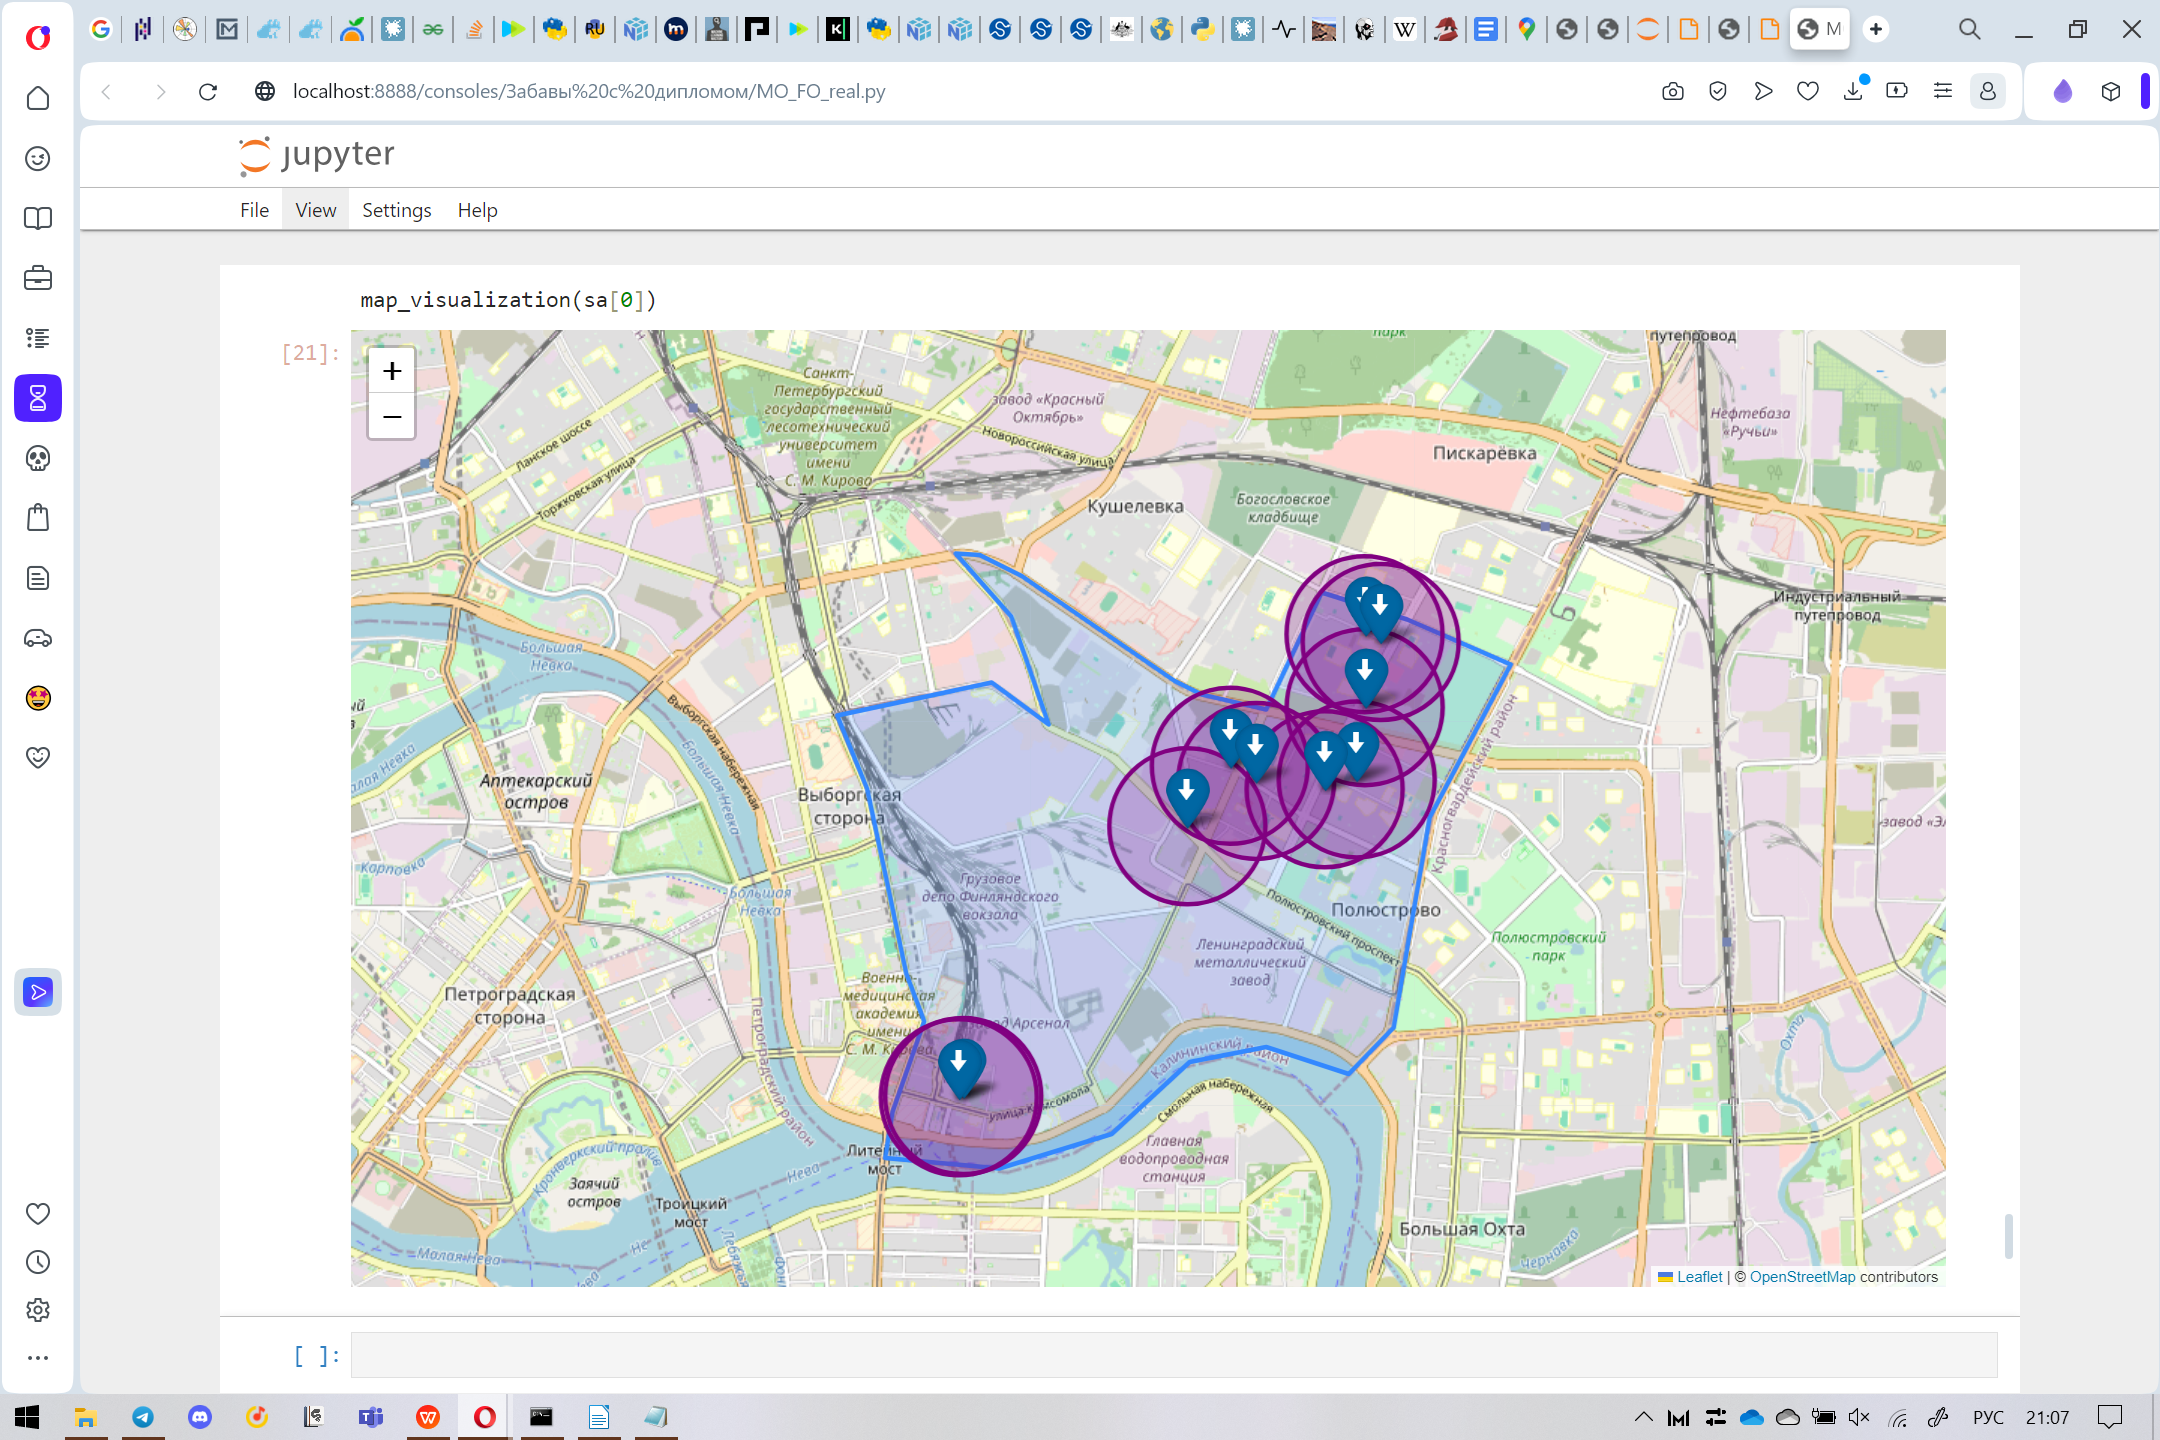 M
localhost:8888/consoles/Забавы%20с%20дипломом/MO_FO_real.py
jupyter
File
View
Settings
Help
map_visualization(sa[0])
[21]:
+
−
парк
путепровод
Санкт-
Петербургский
государственный
лесотехнический
университет
имени
С. М. Кирова
завод «Красный
Октябрь»
Новороссийская улица
Ланское шоссе
Торжковская улица
Нефтебаза
«Ручьи»
Пискарёвка
Кушелевка
Богословское
кладбище
Индустриальный
путепровод
Большая
Невка
Выборгская набережная
Большая Невка
Аптекарский
остров
Выборгская
сторона
Красногвардейский район
завод «Эл
Карповка
Большая
Невка
Грузовое
депо Финляндского
вокзала
Полюстровский проспект
Полюстрово
Полюстровский
парк
Ленинградский
металлический
завод
Петроградская
сторона
Военно-
медицинская
академия
имени
С. М. Кирова
завод Арсенал
Петроградский район
Калининский район
Охта
улица Комсомола
Смольная набережная
Литейный
мост
Главная
водопроводная
станция
Кронверкский пролив
Нева
Заячий
остров
Троицкий
мост
Малая Нева
Большая Охта
Чернавка
Leaflet | © OpenStreetMap contributors
[ ]:
РУС
21:07